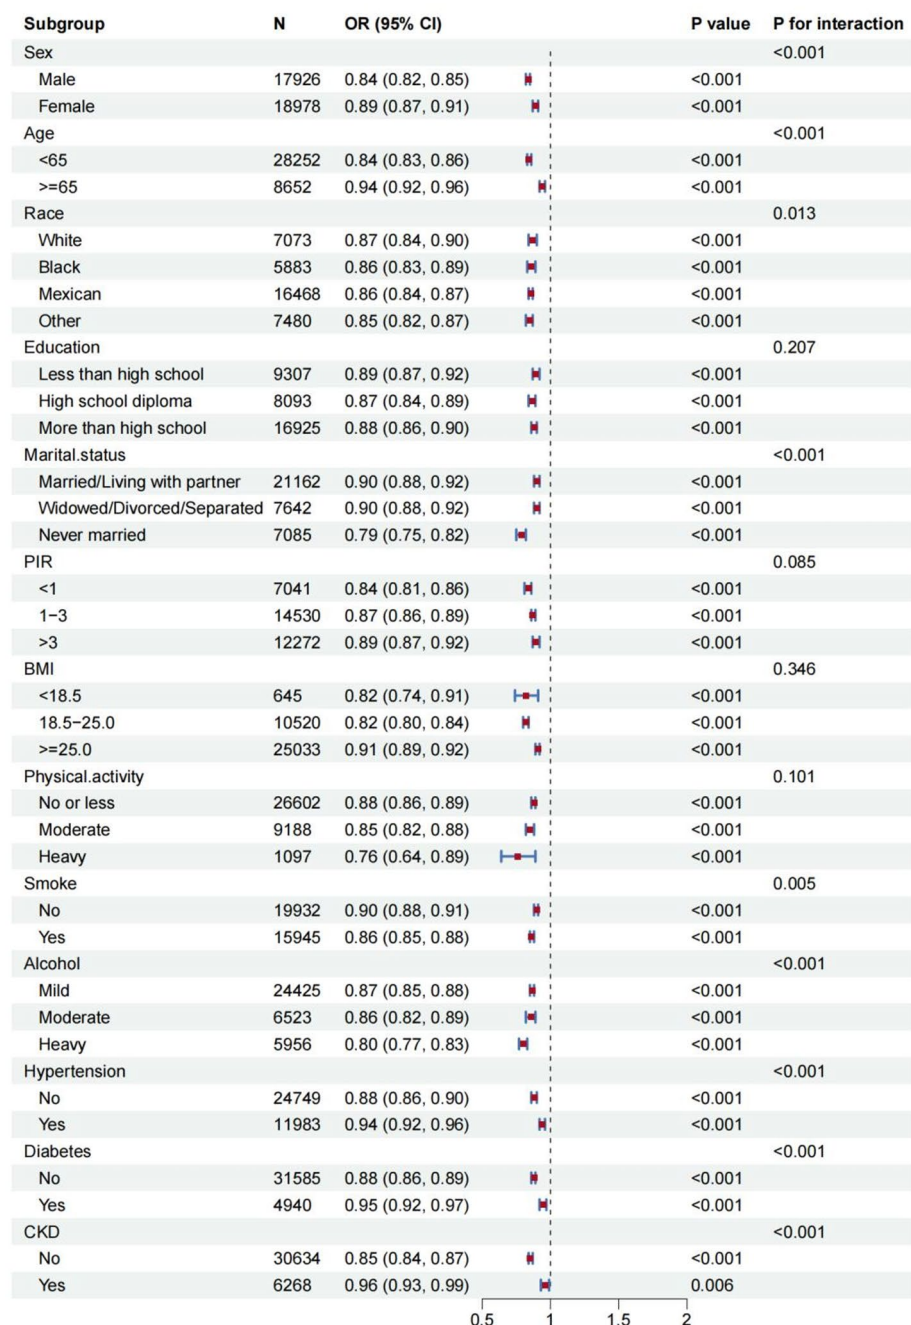 Subgroup N OR (95% CI) P value P for interaction
Sex <0.001
Male 17926 0.84 (0.82, 0.85) <0.001
Female 18978 0.89 (0.87, 0.91) <0.001
Age <0.001
<65 28252 0.84 (0.83, 0.86) <0.001
>=65 8652 0.94 (0.92, 0.96) <0.001
Race 0.013
White 7073 0.87 (0.84, 0.90) <0.001
Black 5883 0.86 (0.83, 0.89) <0.001
Mexican 16468 0.86 (0.84, 0.87) <0.001
Other 7480 0.85 (0.82, 0.87) <0.001
Education 0.207
Less than high school 9307 0.89 (0.87, 0.92) <0.001
High school diploma 8093 0.87 (0.84, 0.89) <0.001
More than high school 16925 0.88 (0.86, 0.90) <0.001
Marital.status <0.001
Married/Living with partner 21162 0.90 (0.88, 0.92) <0.001
Widowed/Divorced/Separated 7642 0.90 (0.88, 0.92) <0.001
Never married 7085 0.79 (0.75, 0.82) <0.001
PIR 0.085
<1 7041 0.84 (0.81, 0.86) <0.001
1−3 14530 0.87 (0.86, 0.89) <0.001
>3 12272 0.89 (0.87, 0.92) <0.001
BMI 0.346
<18.5 645 0.82 (0.74, 0.91) <0.001
18.5−25.0 10520 0.82 (0.80, 0.84) <0.001
>=25.0 25033 0.91 (0.89, 0.92) <0.001
Physical.activity 0.101
No or less 26602 0.88 (0.86, 0.89) <0.001
Moderate 9188 0.85 (0.82, 0.88) <0.001
Heavy 1097 0.76 (0.64, 0.89) <0.001
Smoke 0.005
No 19932 0.90 (0.88, 0.91) <0.001
Yes 15945 0.86 (0.85, 0.88) <0.001
Alcohol <0.001
Mild 24425 0.87 (0.85, 0.88) <0.001
Moderate 6523 0.86 (0.82, 0.89) <0.001
Heavy 5956 0.80 (0.77, 0.83) <0.001
Hypertension <0.001
No 24749 0.88 (0.86, 0.90) <0.001
Yes 11983 0.94 (0.92, 0.96) <0.001
Diabetes <0.001
No 31585 0.88 (0.86, 0.89) <0.001
Yes 4940 0.95 (0.92, 0.97) <0.001
CKD <0.001
No 30634 0.85 (0.84, 0.87) <0.001
Yes 6268 0.96 (0.93, 0.99) 0.006
0.5 1 1.5 2